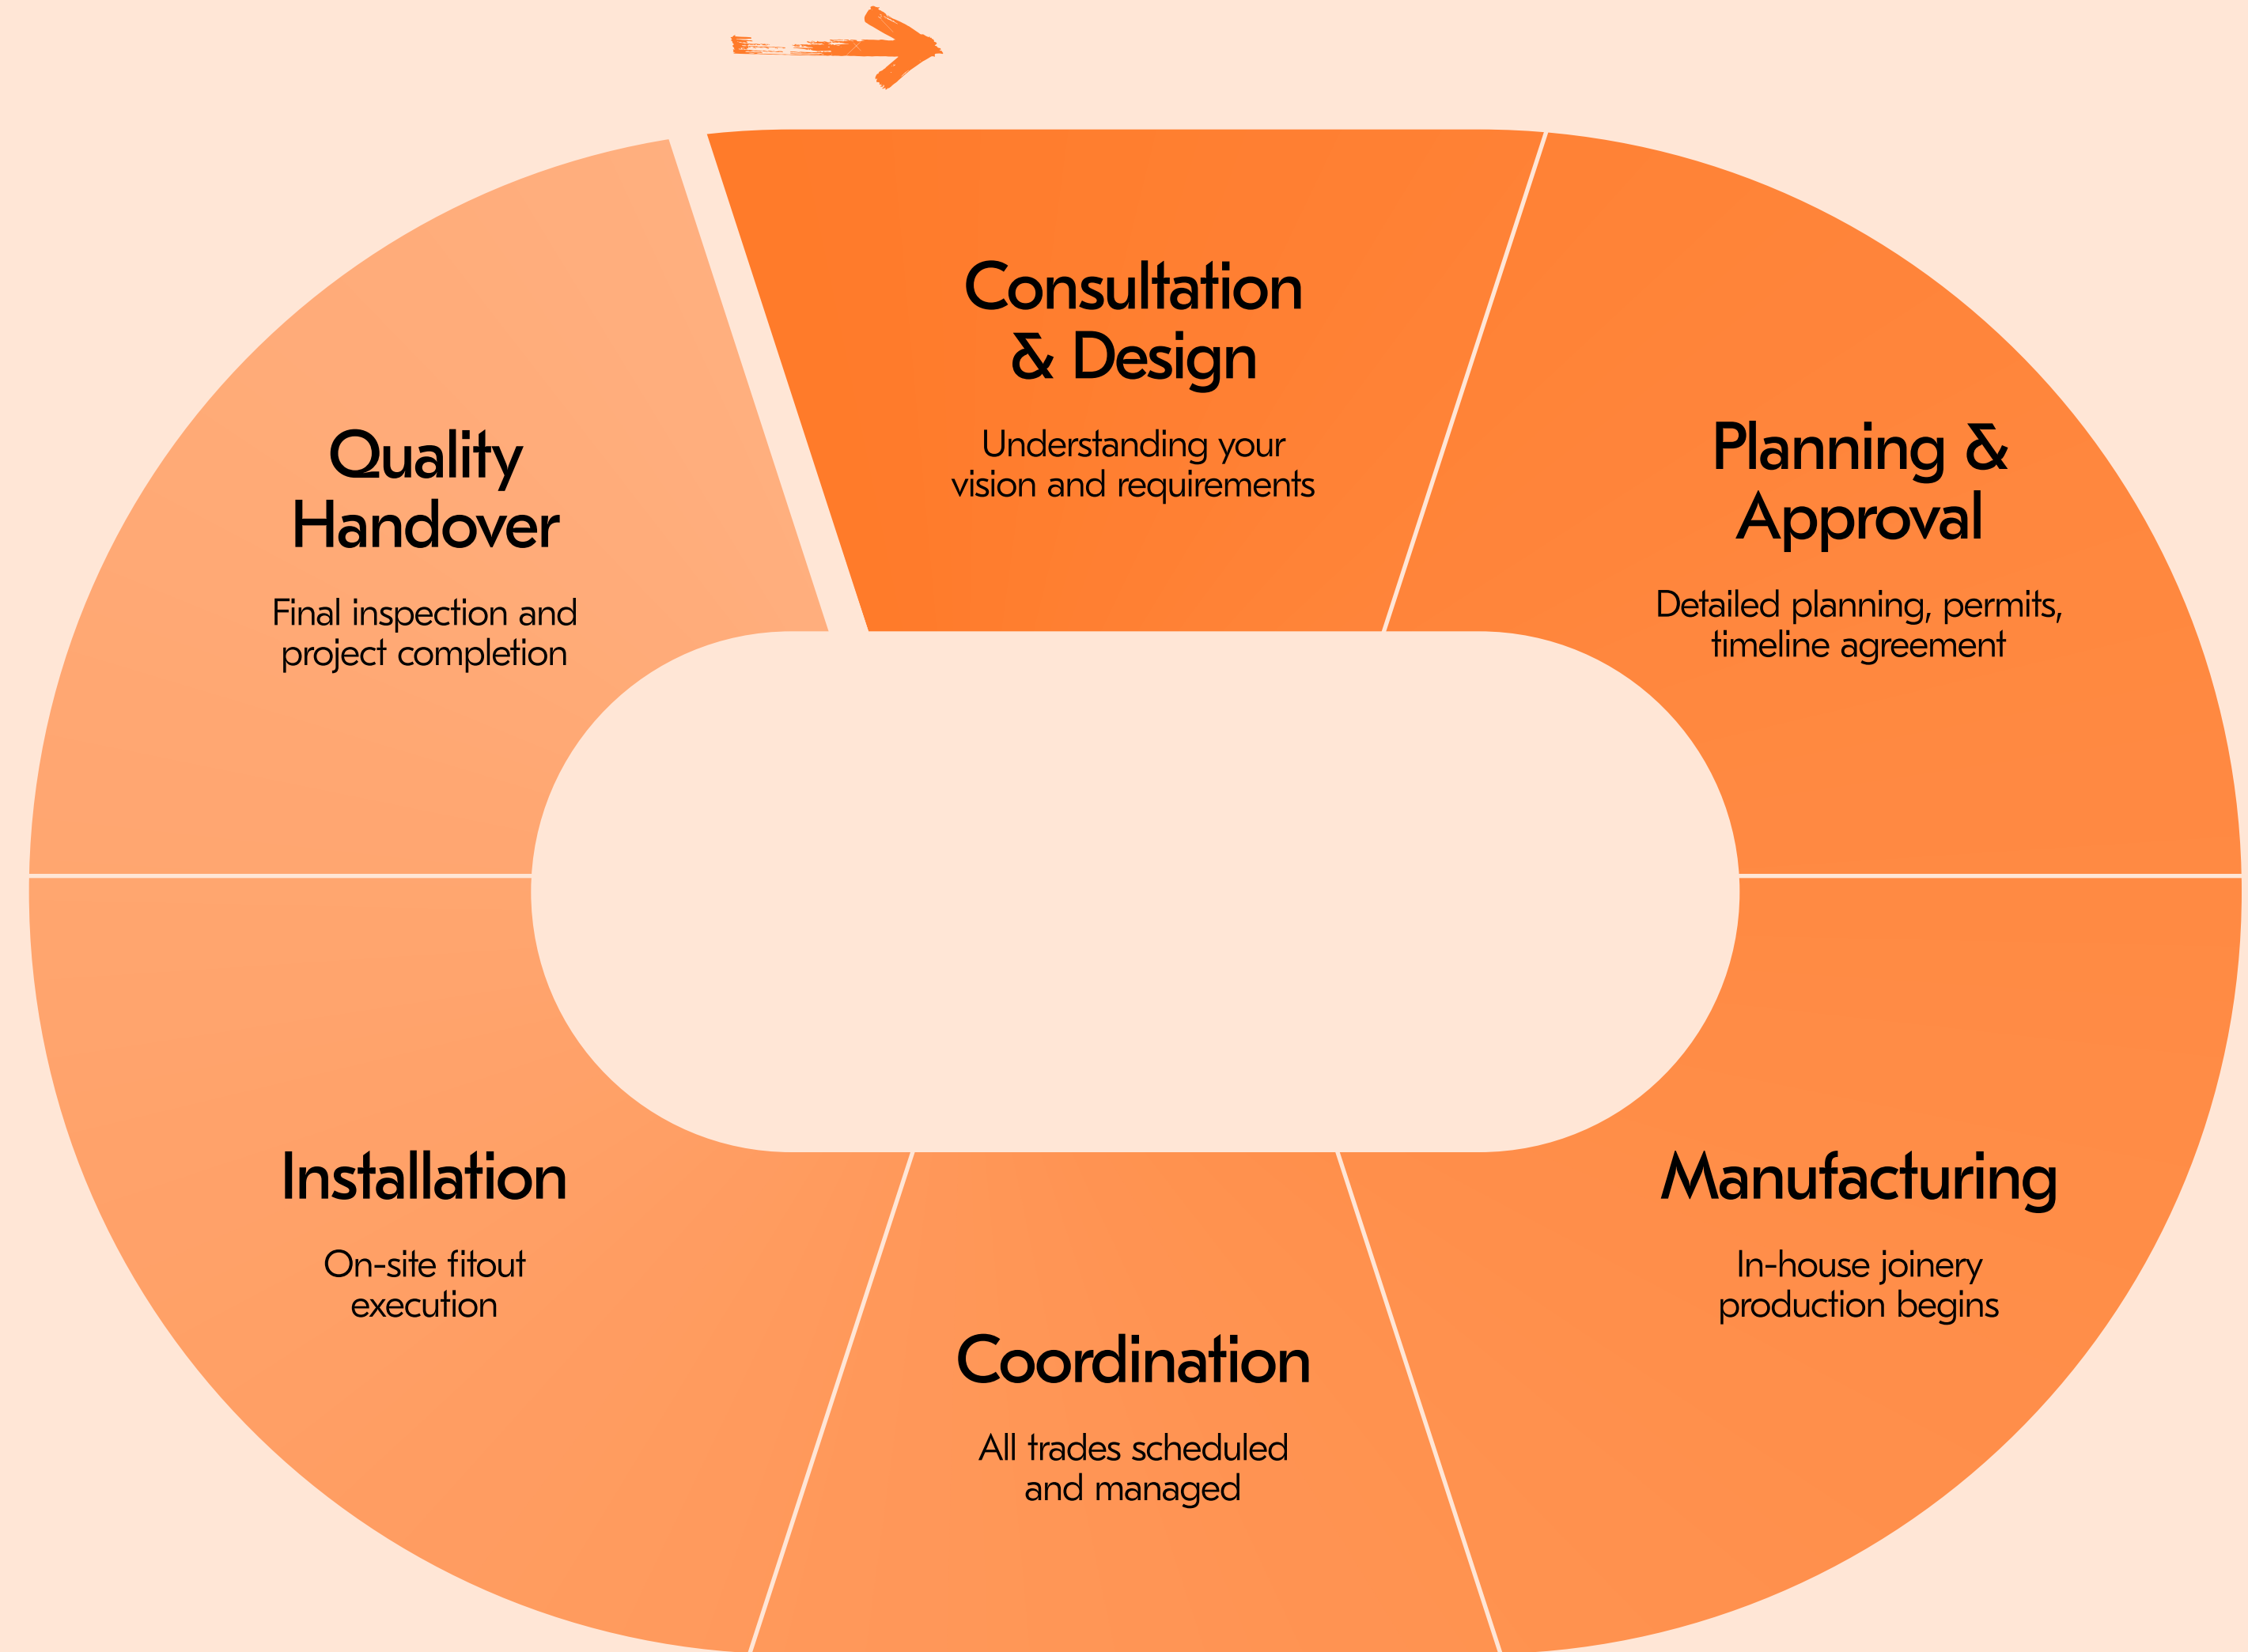 Consultation
& Design
Understanding your
vision and requirements
Planning &
Approval
Detailed planning, permits,
timeline agreement
Manufacturing
In-house joinery
production begins
Coordination
All trades scheduled
and managed
Installation
On-site fitout
execution
Quality
Handover
Final inspection and
project completion